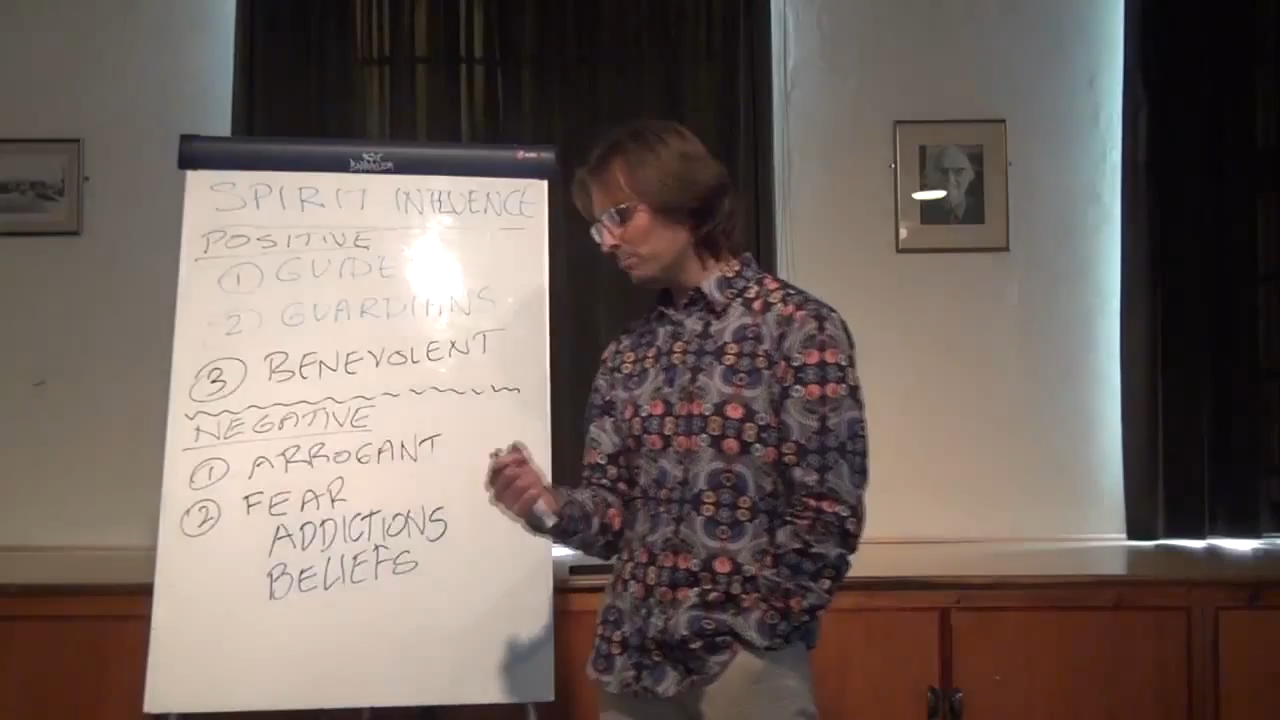 SPIRIT INFLUENCE
POSITIVE
① GUIDE
② GUARDIANS
③ BENEVOLENT
NEGATIVE
① ARROGANT
② FEAR
ADDICTIONS
BELIEFS